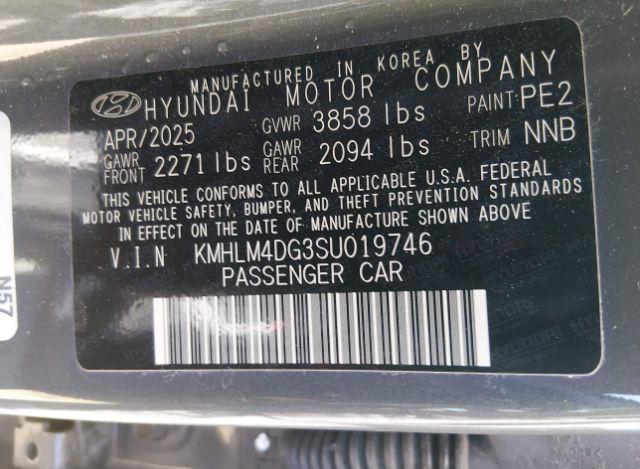 MANUFACTURED IN KOREA BY
HYUNDAI MOTOR COMPANY
APR/2025 GVWR 3858 lbs PAINT:PE2
GAWR FRONT 2271 lbs GAWR REAR 2094 lbs TRIM NNB
THIS VEHICLE CONFORMS TO ALL APPLICABLE U.S.A. FEDERAL
MOTOR VEHICLE SAFETY, BUMPER, AND THEFT PREVENTION STANDARDS
IN EFFECT ON THE DATE OF MANUFACTURE SHOWN ABOVE
V.I.N KMHLM4DG3SU019746
PASSENGER CAR
N57